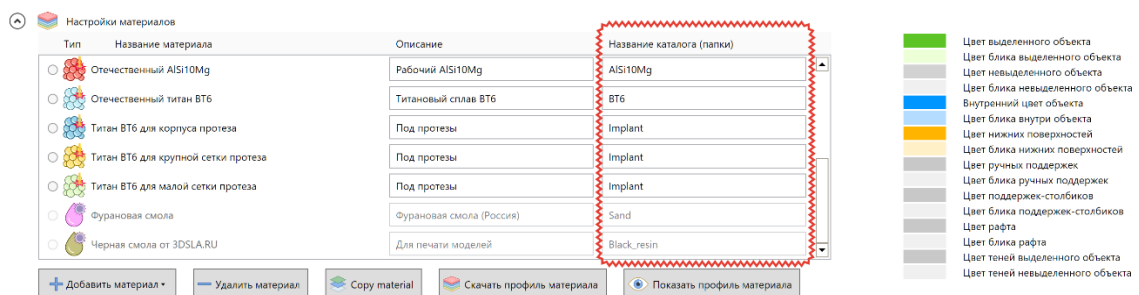 Настройки материалов
Тип Название материала Описание Название каталога (папки)
Отечественный AlSi10Mg Рабочий AlSi10Mg AlSi10Mg
Отечественный титан ВТ6 Титановый сплав ВТ6 ВТ6
Титан ВТ6 для корпуса протеза Под протезы Implant
Титан ВТ6 для крупной сетки протеза Под протезы Implant
Титан ВТ6 для малой сетки протеза Под протезы Implant
Фурановая смола Фурановая смола (Россия) Sand
Черная смола от 3DSLA.RU Для печати моделей Black_resin
Добавить материал Удалить материал Copy material Скачать профиль материала Показать профиль материала
Цвет выделенного объекта
Цвет блика выделенного объекта
Цвет невыделенного объекта
Цвет блика невыделенного объекта
Внутренний цвет объекта
Цвет блика внутри объекта
Цвет нижних поверхностей
Цвет блика нижних поверхностей
Цвет ручных поддержек
Цвет блика ручных поддержек
Цвет поддержек-столбиков
Цвет блика поддержек-столбиков
Цвет рафта
Цвет блика рафта
Цвет теней выделенного объекта
Цвет теней невыделенного объекта